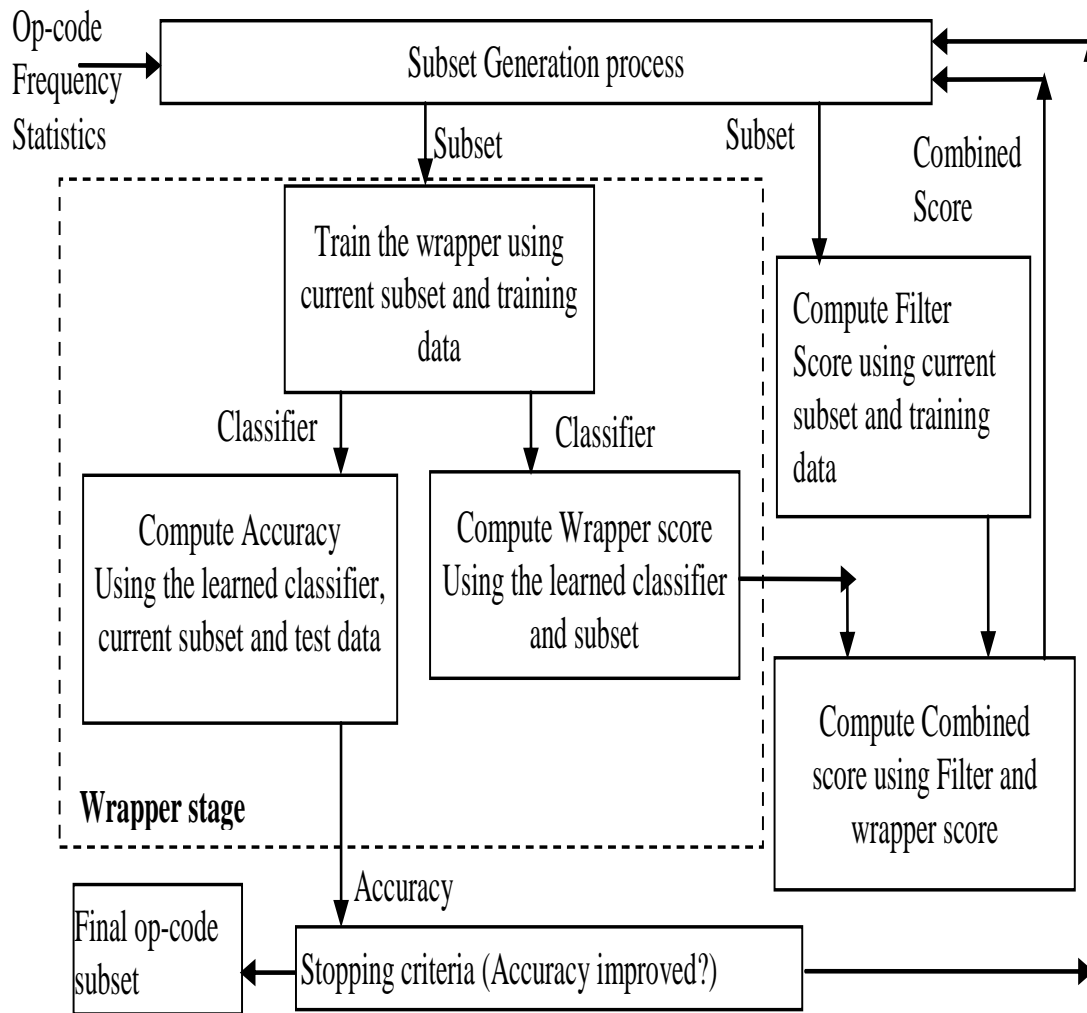 Op-code
Frequency
Statistics
Subset Generation process
Subset
Subset
Combined
Score
Train the wrapper using
current subset and training
data
Compute Filter
Score using current
subset and training
data
Classifier
Classifier
Compute Accuracy
Using the learned classifier,
current subset and test data
Compute Wrapper score
Using the learned classifier
and subset
Compute Combined
score using Filter and
wrapper score
Wrapper stage
Accuracy
Final op-code
subset
Stopping criteria (Accuracy improved?)